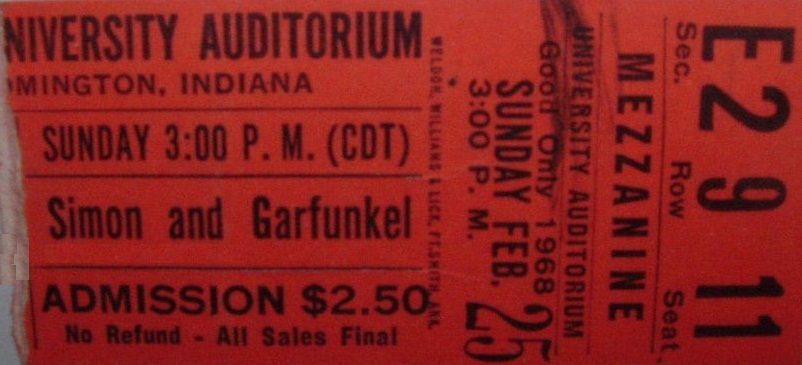 NIVERSITY AUDITORIUM
OMINGTON, INDIANA
SUNDAY 3:00 P. M. (CDT)
Simon and Garfunkel
ADMISSION $2.50
No Refund - All Sales Final
WELDON, WILLIAMS & LICK, FT. SMITH, ARK.
3:00 P. M.
SUNDAY FEB. 25
Good Only 1968
UNIVERSITY AUDITORIUM
MEZZANINE
Sec. Row Seat
E 29 11